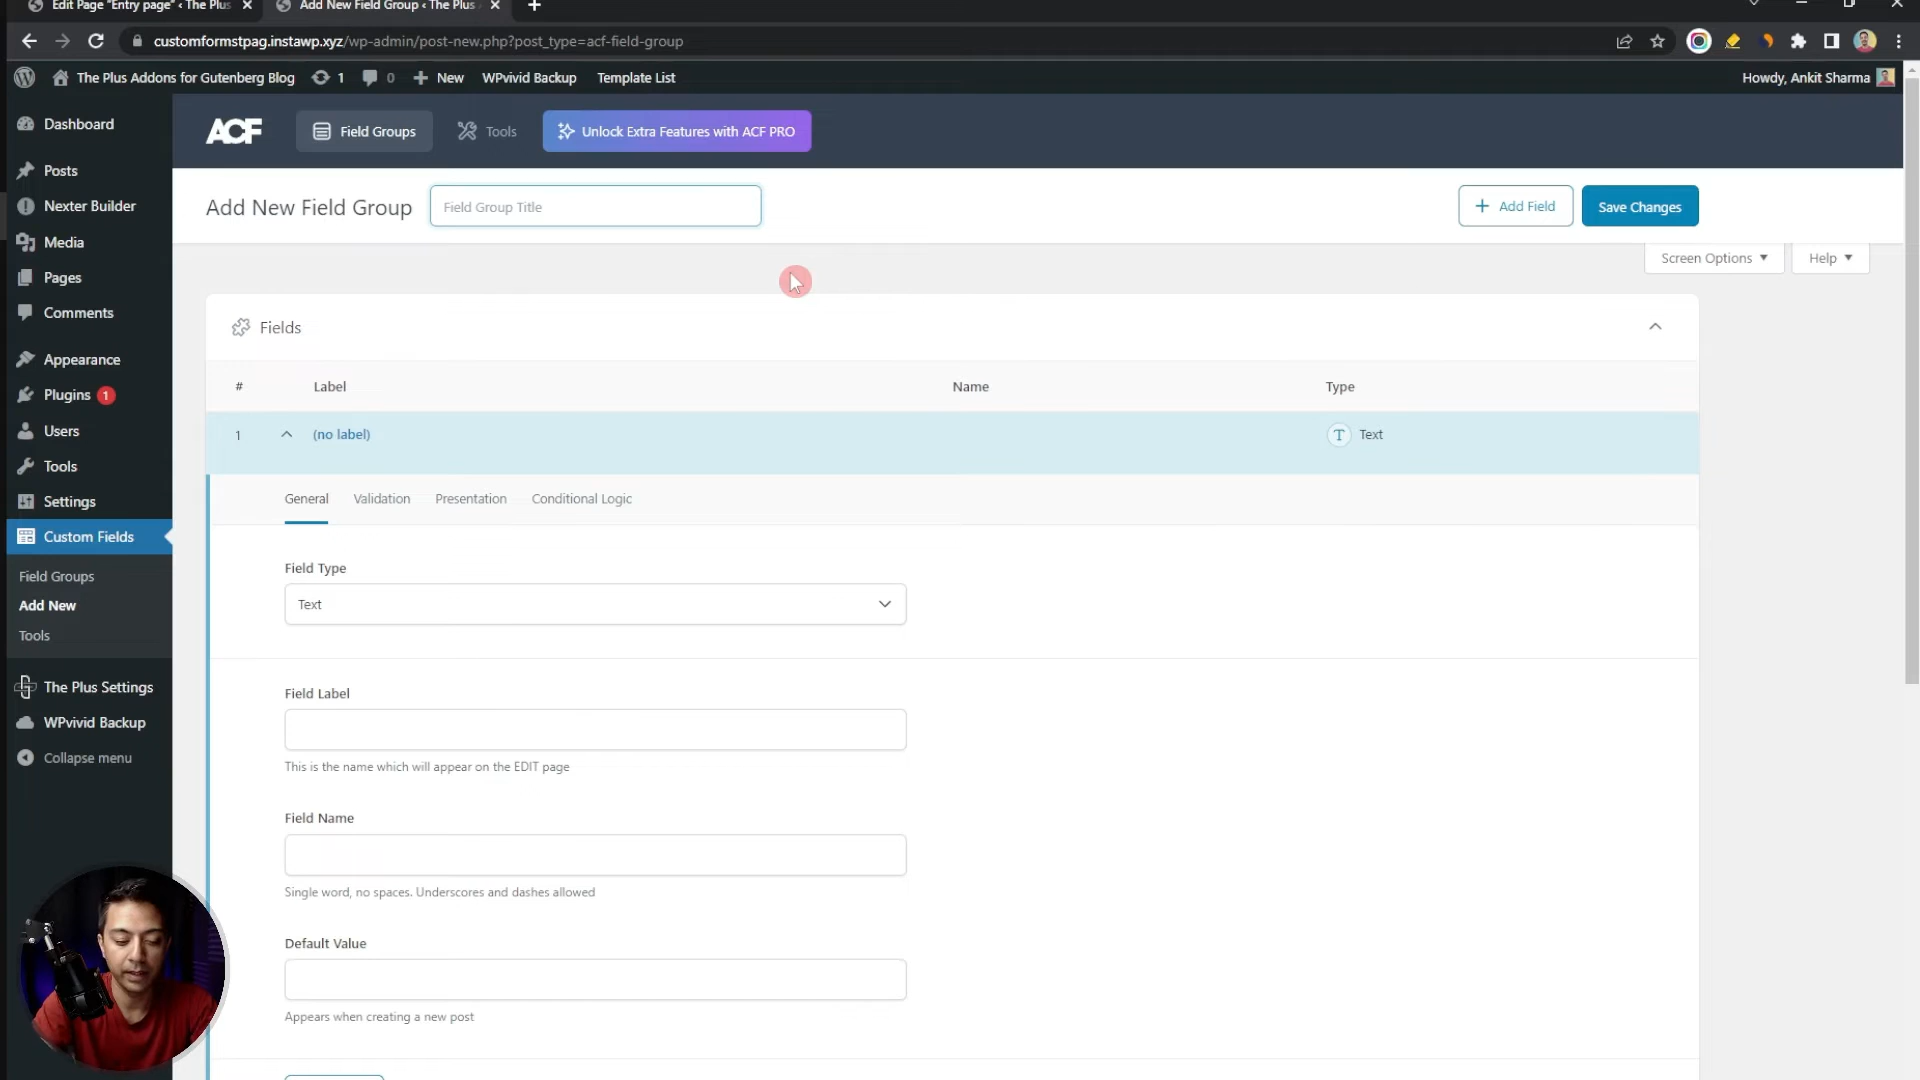 Edit Page "Entry page" ‹ The Plus
Add New Field Group ‹ The Plus
customformstpag.instawp.xyz/wp-admin/post-new.php?post_type=acf-field-group
The Plus Addons for Gutenberg Blog
1
0
New
WPvivid Backup
Template List
Howdy, Ankit Sharma
Dashboard
Posts
Nexter Builder
Media
Pages
Comments
Appearance
Plugins 1
Users
Tools
Settings
Custom Fields
Field Groups
Add New
Tools
The Plus Settings
WPvivid Backup
Collapse menu
ACF
Field Groups
Tools
Unlock Extra Features with ACF PRO
Add New Field Group
Field Group Title
Add Field
Save Changes
Screen Options
Help
Fields
# Label Name Type
1 (no label) T Text
General Validation Presentation Conditional Logic
Field Type
Text
Field Label
This is the name which will appear on the EDIT page
Field Name
Single word, no spaces. Underscores and dashes allowed
Default Value
Appears when creating a new post